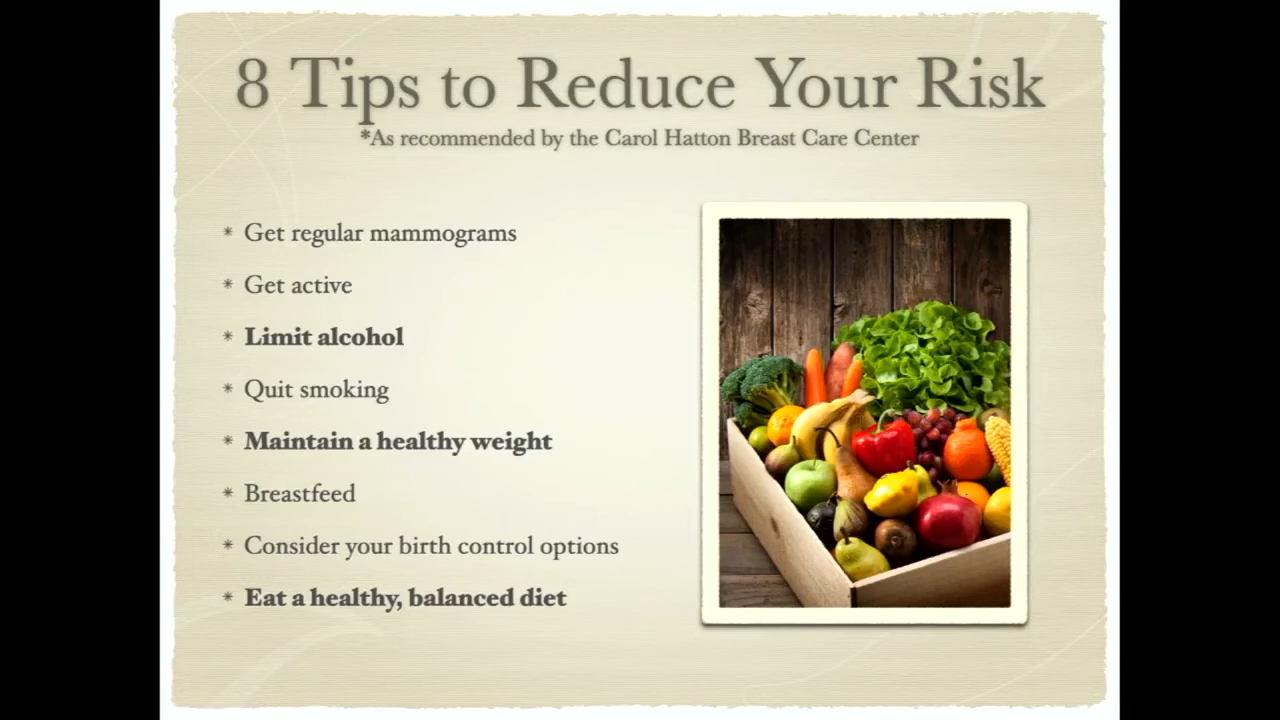 8 Tips to Reduce Your Risk
*As recommended by the Carol Hatton Breast Care Center
* Get regular mammograms
* Get active
* Limit alcohol
* Quit smoking
* Maintain a healthy weight
* Breastfeed
* Consider your birth control options
* Eat a healthy, balanced diet